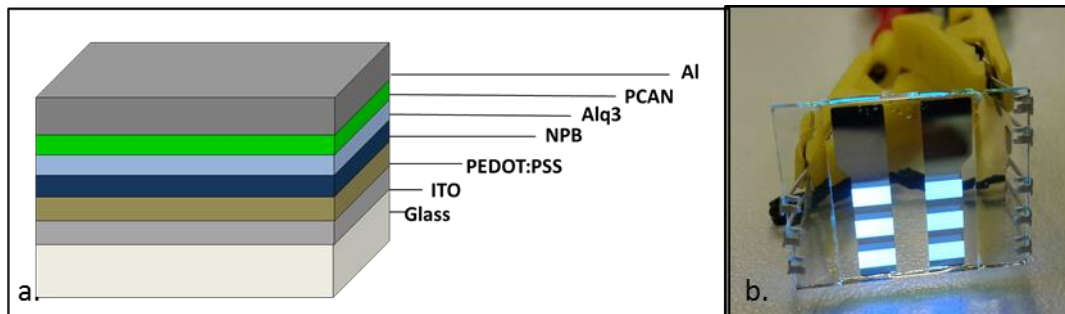 Al
PCAN
Alq3
NPB
PEDOT:PSS
ITO
Glass
a.
b.